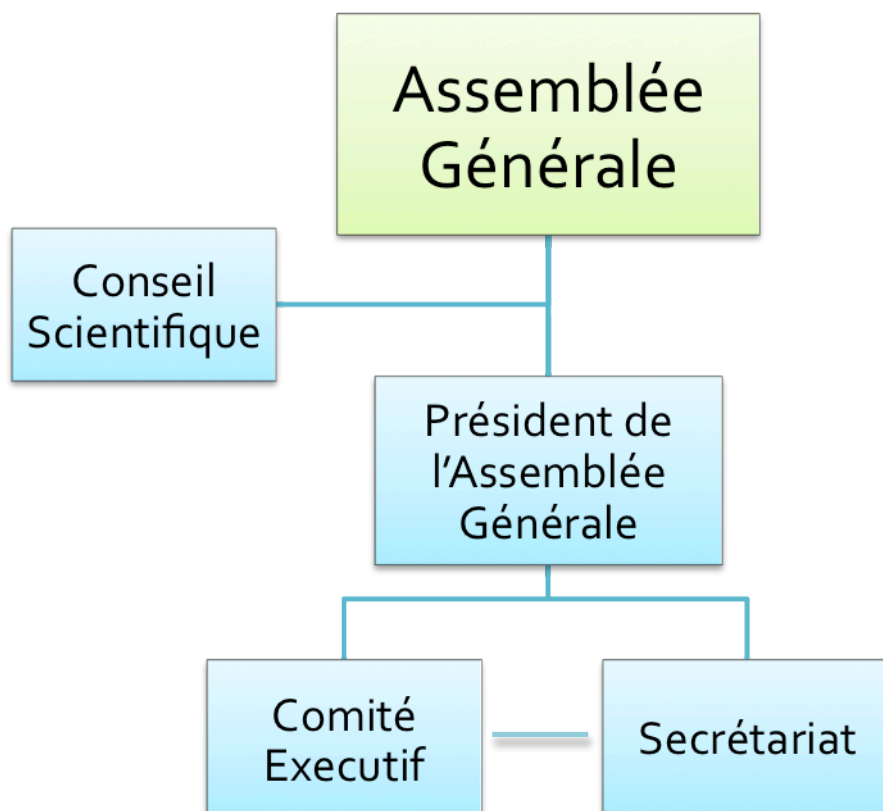 Assemblée
Générale
Conseil
Scientifique
Président de
l'Assemblée
Générale
Comité
Executif
Secrétariat